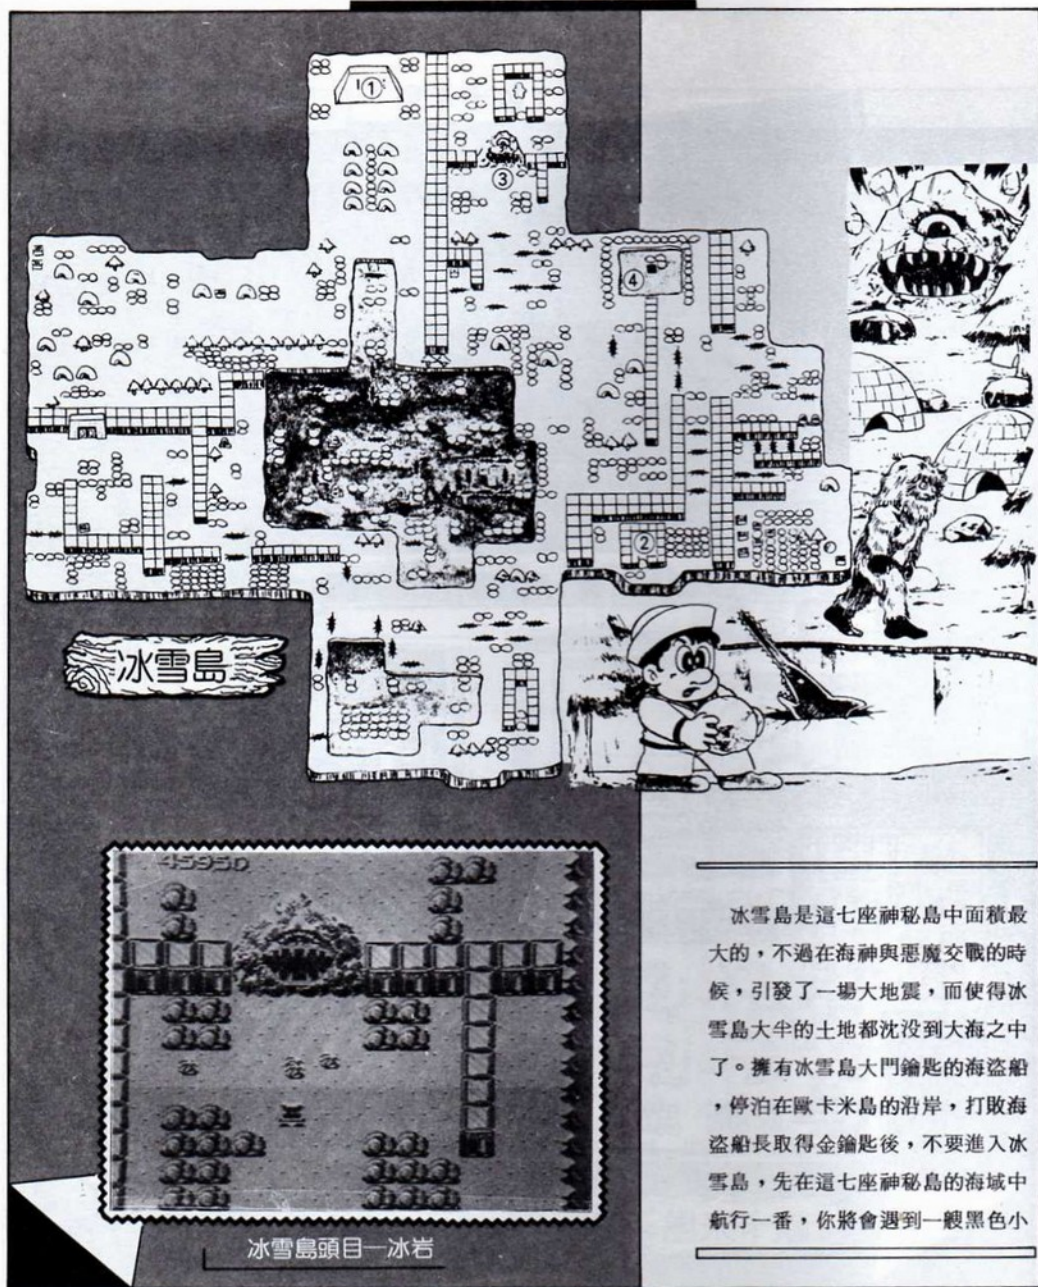 ①
③
④
②
冰雪島
45950
冰雪島頭目—冰岩
冰雪島是這七座神秘島中面積最
大的，不過在海神與惡魔交戰的時
候，引發了一場大地震，而使得冰
雪島大半的土地都沈没到大海之中
了。擁有冰雪島大門鑰匙的海盜船
，停泊在歐卡米島的沿岸，打敗海
盜船長取得金鑰匙後，不要進入冰
雪島，先在這七座神秘島的海域中
航行一番，你將會遇到一艘黑色小